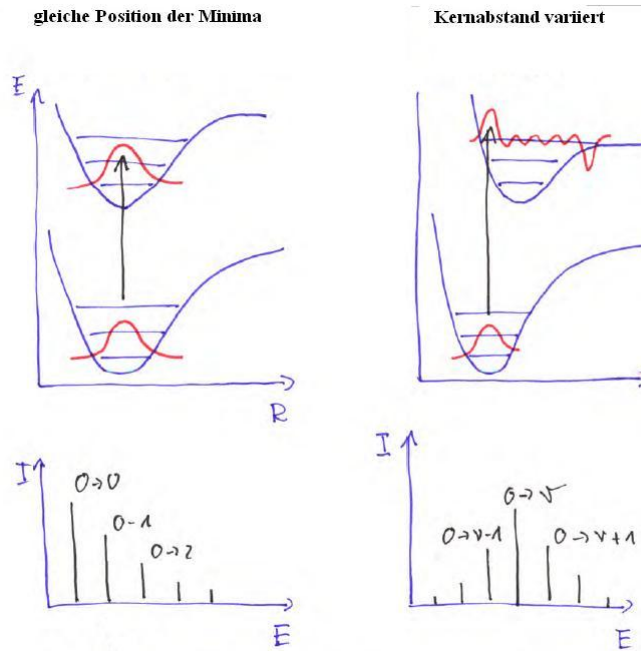 gleiche Position der Minima
Kernabstand variiert
E
R
I
0→0
0-1
0→2
E
I
0→v
0→v-1
0→v+1
E